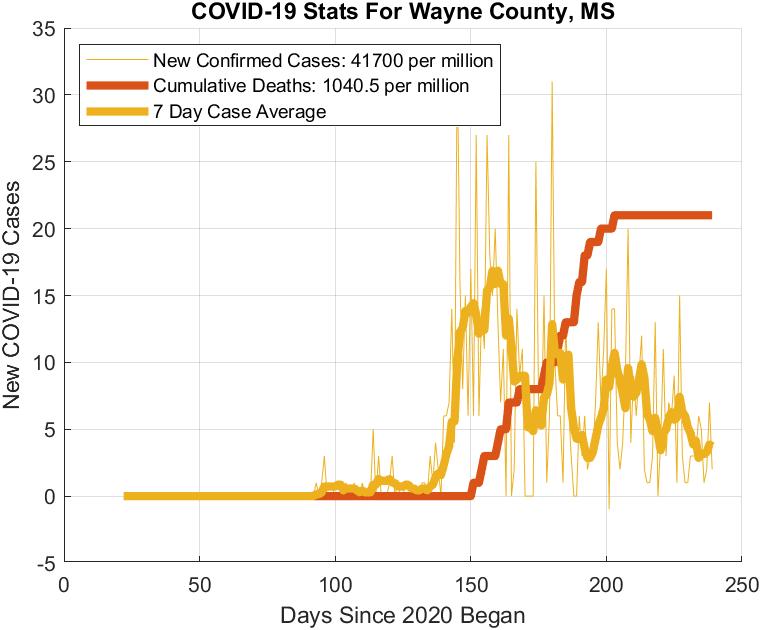 COVID-19 Stats For Wayne County, MS
New Confirmed Cases: 41700 per million
Cumulative Deaths: 1040.5 per million
7 Day Case Average
New COVID-19 Cases
35
30
25
20
15
10
5
0
-5
0 50 100 150 200 250
Days Since 2020 Began